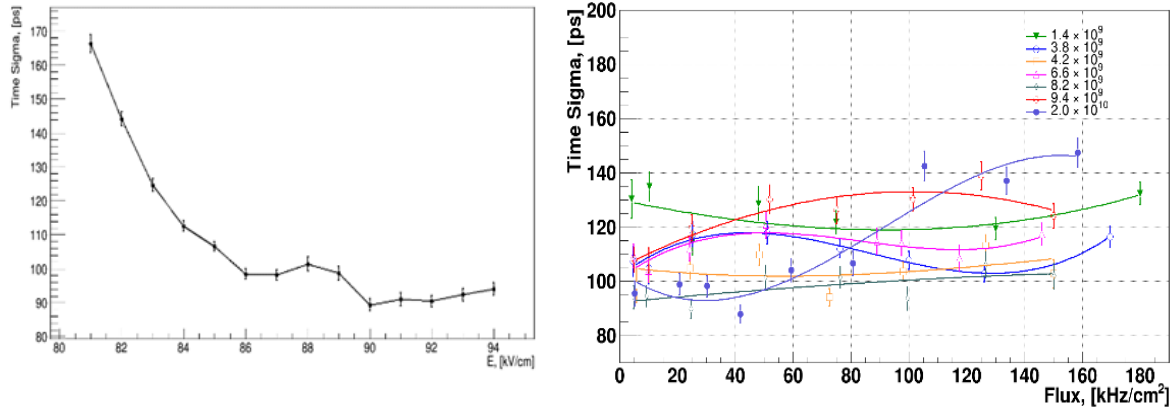 Time Sigma, [ps]
170
160
150
140
130
120
110
100
90
80
80 82 84 86 88 90 92 94
E, [kV/cm]
Time Sigma, [ps]
200
180
160
140
120
100
80
1.4 × 10⁹
3.8 × 10⁹
4.2 × 10⁹
6.6 × 10⁹
8.2 × 10⁹
9.4 × 10⁹
2.0 × 10¹⁰
0 20 40 60 80 100 120 140 160 180
Flux, [kHz/cm²]